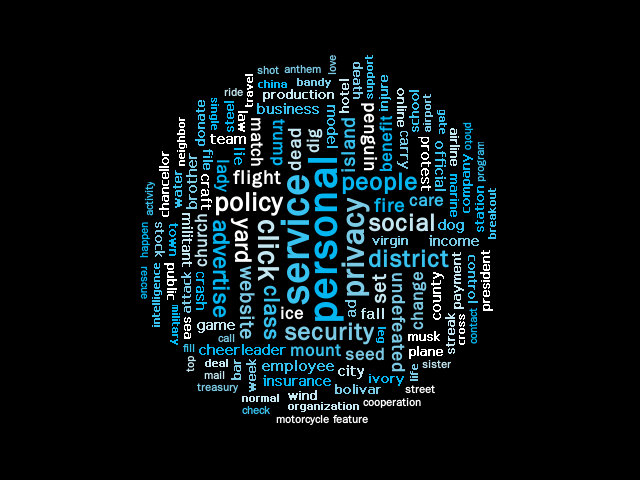 love
shot anthem
death
support
china bandy
ride
travel
hotel
injure
production
business
online
school
airport
single
steel
law
model
donate
team
match
trump
dead
dig
island
uingued
benefit
carry
protest
gate
photo
neighbor
file
life
official
airline
program
chancellor
brother
craft
lady
flight
people
company
marine
station
water
policy
service
personal
privacy
fire care
social dog
breakout
activity
church
yard
click
virgin income
happen
stock
town
militant
advertise
district
president
rescue
intelligence
public
attack
crash
website
class
ad
set
undefeated
change
county
payment
control
military
sea
ice
fall
game
security
leg
musk
streak
cross
contact
call
fill
cheerleader mount seed plane
top
deal
bar
employee city
life
sister
mail
week
insurance
ivory
treasury
bolivar street
normal wind
cooperation
check organization
motorcycle feature